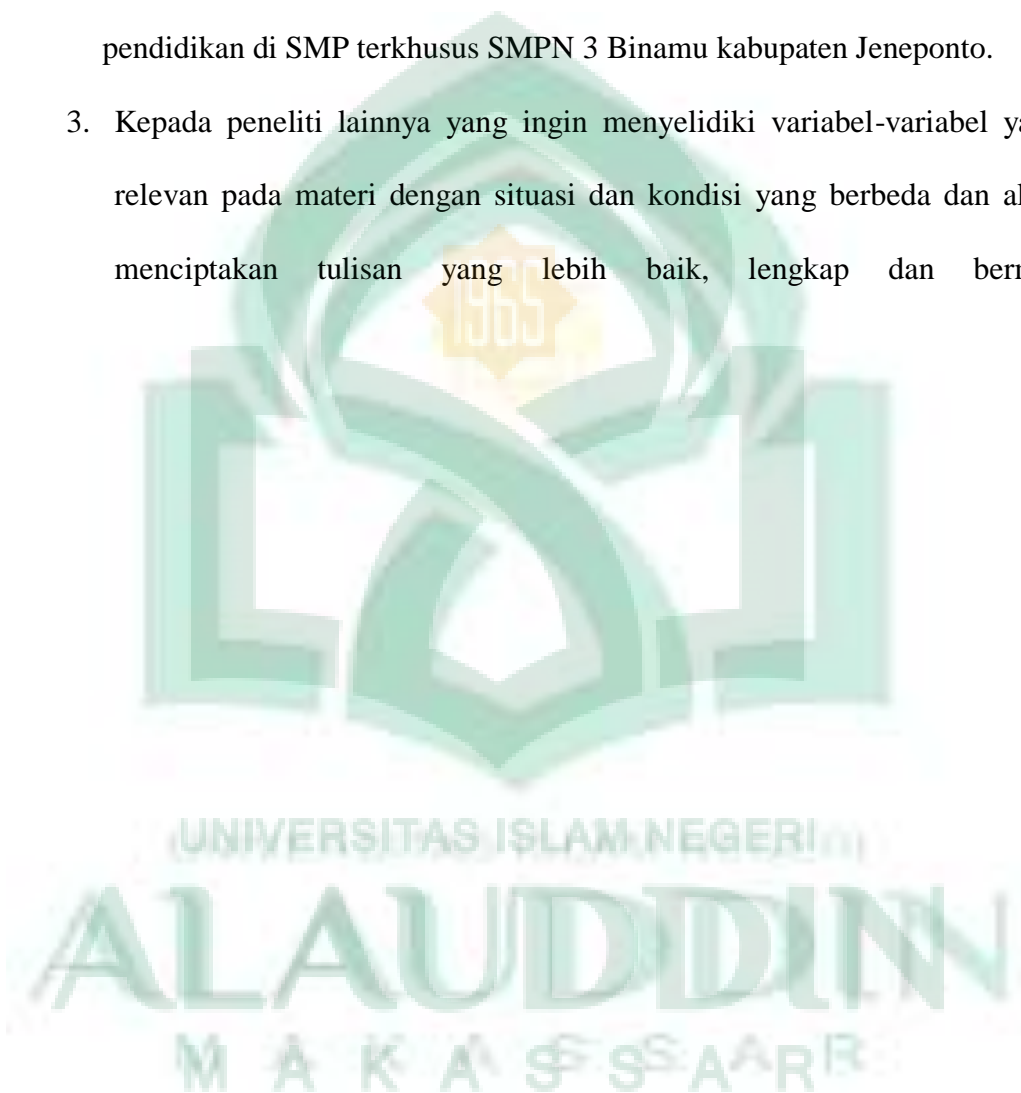 pendidikan di SMP terkhusus SMPN 3 Binamu kabupaten Jeneponto.
3. Kepada peneliti lainnya yang ingin menyelidiki variabel-variabel
relevan pada materi dengan situasi dan kondisi yang berbeda dan
menciptakan tulisan yang lebih baik, lengkap dan
1965
UNIVERSITAS ISLAM NEGERI
ALAUDDIN
MAKASSAR